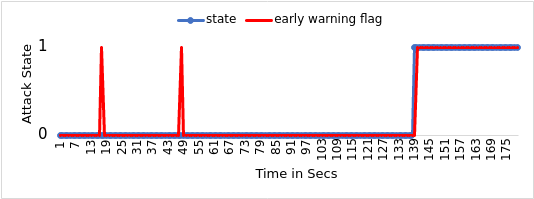 state early warning flag
1
Attack State
0
1 7 13 19 25 31 37 43 49 55 61 67 73 79 85 91 97 103 109 115 121 127 133 139 145 151 157 163 169 175
Time in Secs